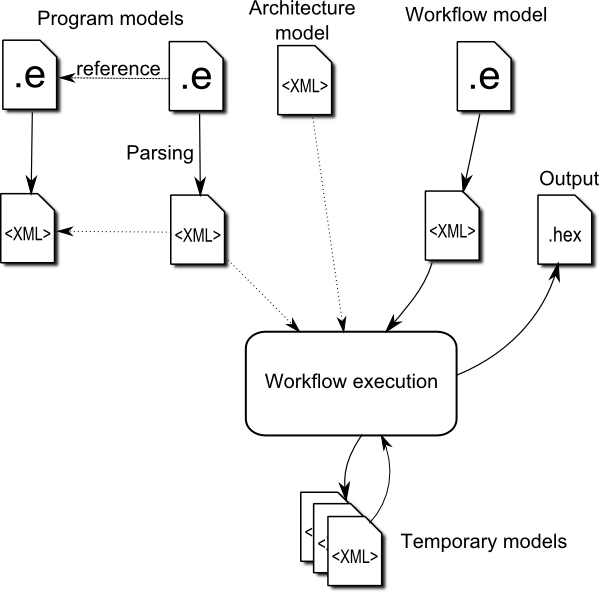 Program models
Architecture
model
Workflow model
.e
reference
.e
<XML>
.e
Parsing
Output
<XML>
<XML>
<XML>
.hex
Workflow execution
<
<
<XML>
Temporary models